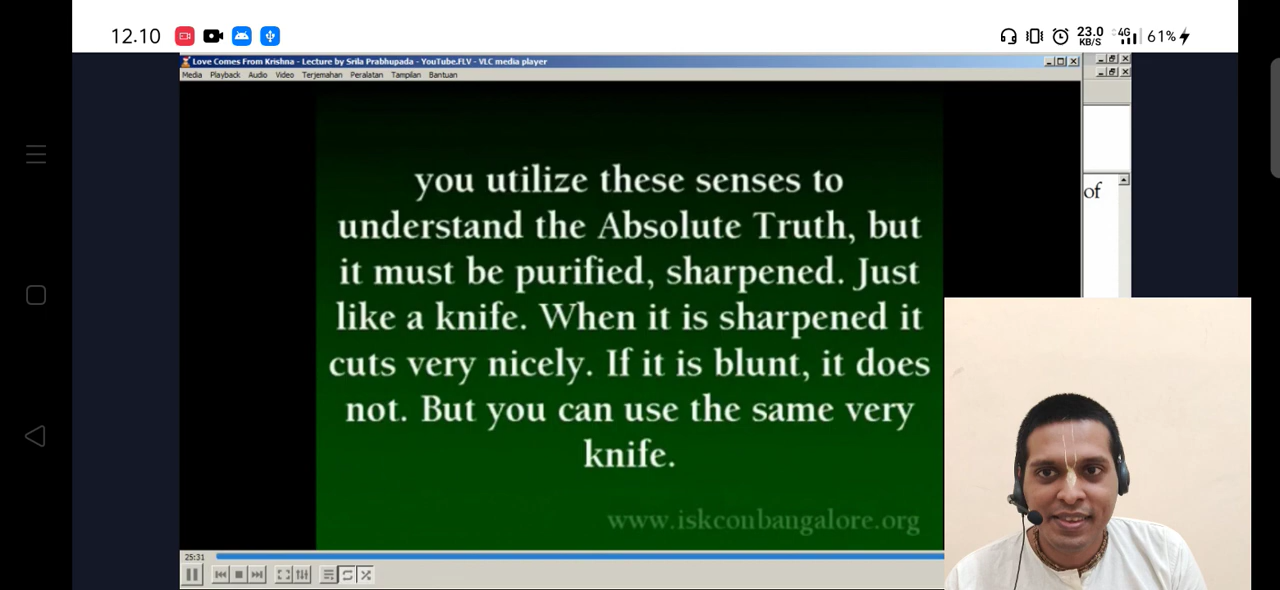 12.10
23.0
KB/S
4G
61%
Love Comes From Krishna - Lecture by Srila Prabhupada - YouTube.FLV - VLC media player
Media Playback Audio Video Terjemahan Peralatan Tampilan Bantuan
you utilize these senses to
understand the Absolute Truth, but
it must be purified, sharpened. Just
like a knife. When it is sharpened it
cuts very nicely. If it is blunt, it does
not. But you can use the same very
knife.
www.iskconbangalore.org
of
25:31